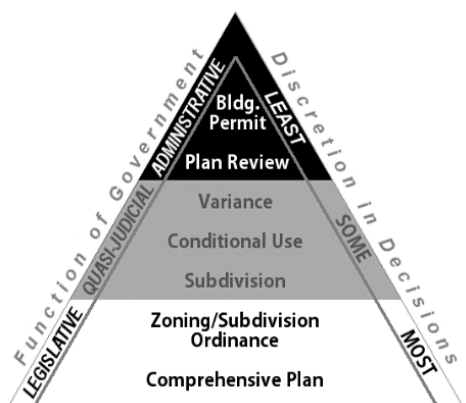 Function of Government
Discretion in Decisions
ADMINISTRATIVE
LEAST
Bldg.
Permit
Plan Review
QUASI-JUDICIAL
SOME
Variance
Conditional Use
Subdivision
LEGISLATIVE
MOST
Zoning/Subdivision
Ordinance
Comprehensive Plan